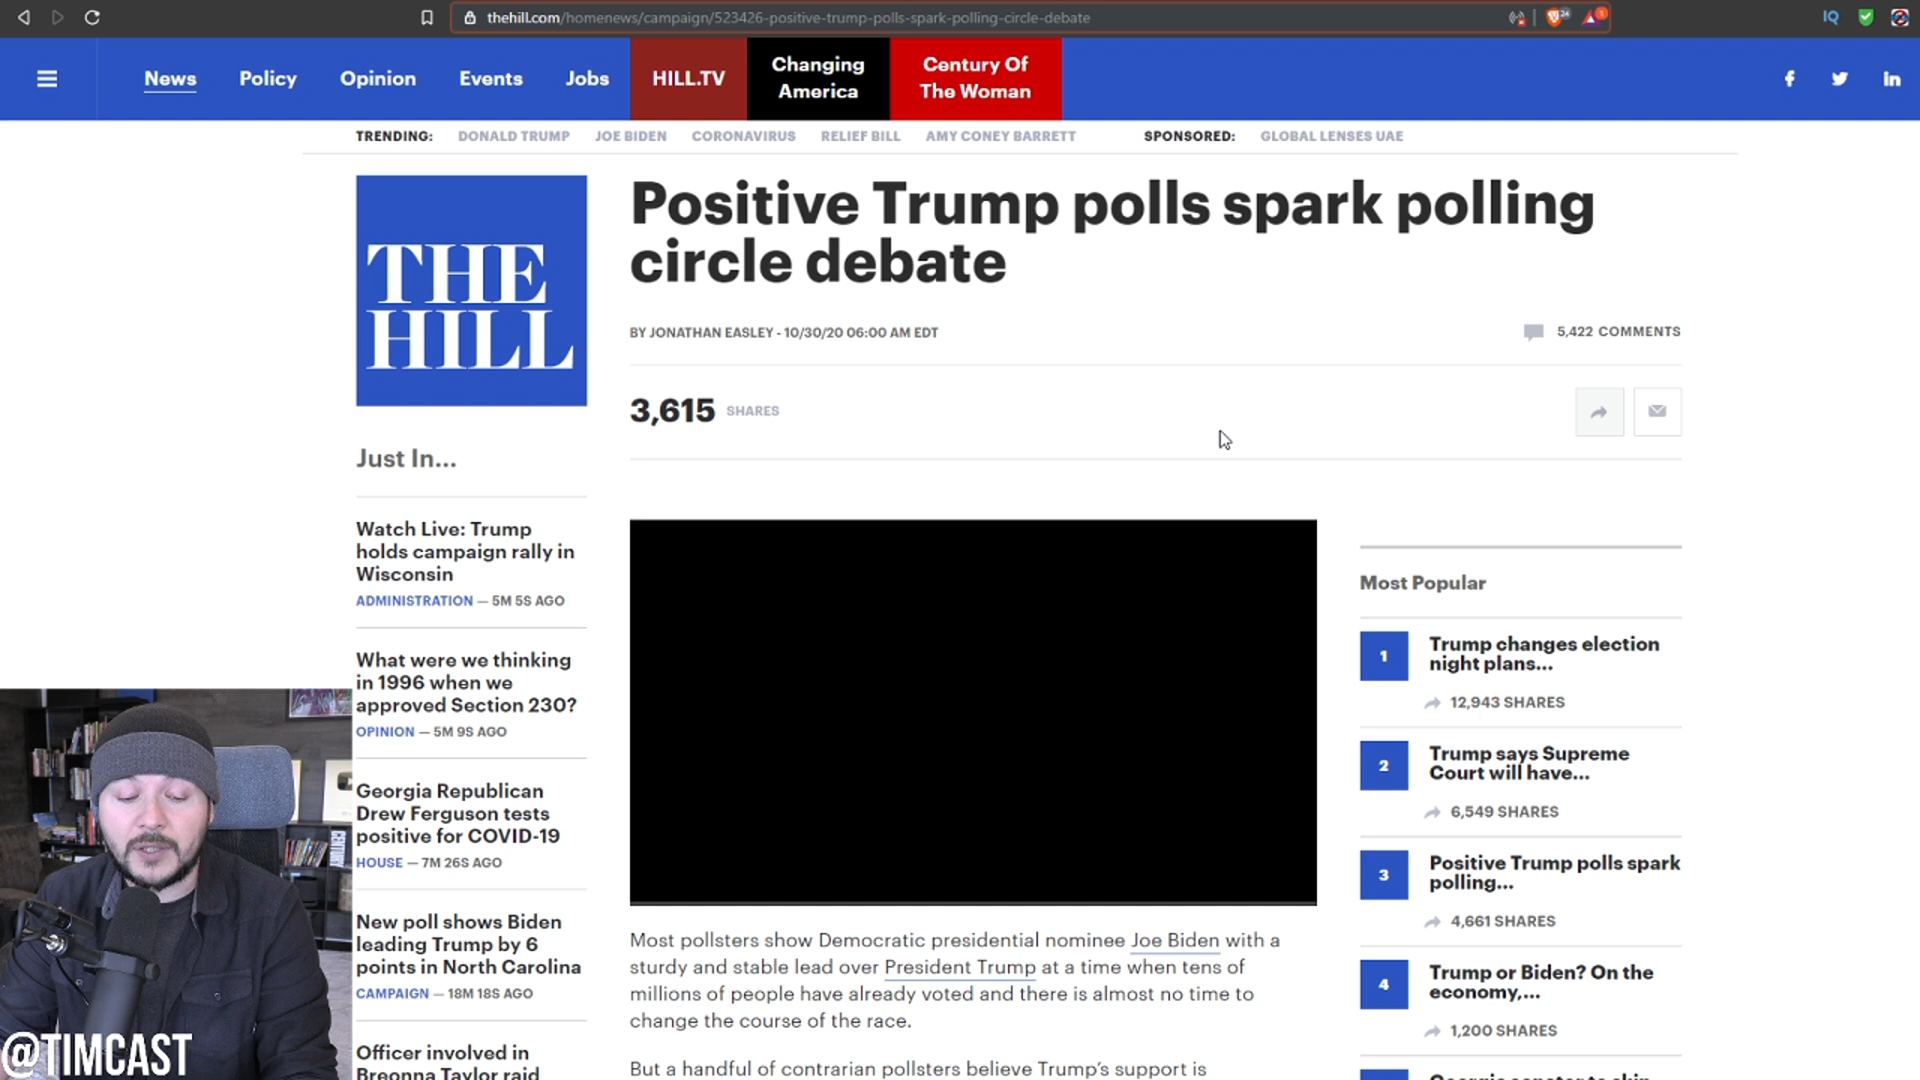 thehill.com/homenews/campaign/523426-positive-trump-polls-spark-polling-circle-debate
24
1
IQ
News
Policy
Opinion
Events
Jobs
HILL.TV
Changing
America
Century Of
The Woman
TRENDING:
DONALD TRUMP
JOE BIDEN
CORONAVIRUS
RELIEF BILL
AMY CONEY BARRETT
SPONSORED:
GLOBAL LENSES UAE
THE
HILL
Positive Trump polls spark polling
circle debate
BY JONATHAN EASLEY - 10/30/20 06:00 AM EDT
5,422 COMMENTS
3,615 SHARES
Just In...
Watch Live: Trump
holds campaign rally in
Wisconsin
ADMINISTRATION — 5M 5S AGO
What were we thinking
in 1996 when we
approved Section 230?
OPINION — 5M 9S AGO
Georgia Republican
Drew Ferguson tests
positive for COVID-19
HOUSE — 7M 26S AGO
New poll shows Biden
leading Trump by 6
points in North Carolina
CAMPAIGN — 18M 18S AGO
Officer involved in
Breonna Taylor raid
Most pollsters show Democratic presidential nominee Joe Biden with a
sturdy and stable lead over President Trump at a time when tens of
millions of people have already voted and there is almost no time to
change the course of the race.
But a handful of contrarian pollsters believe Trump's support is
Most Popular
1
Trump changes election
night plans...
12,943 SHARES
2
Trump says Supreme
Court will have...
6,549 SHARES
3
Positive Trump polls spark
polling...
4,661 SHARES
4
Trump or Biden? On the
economy,...
1,200 SHARES
Georgia senator to skip
@TIMCAST